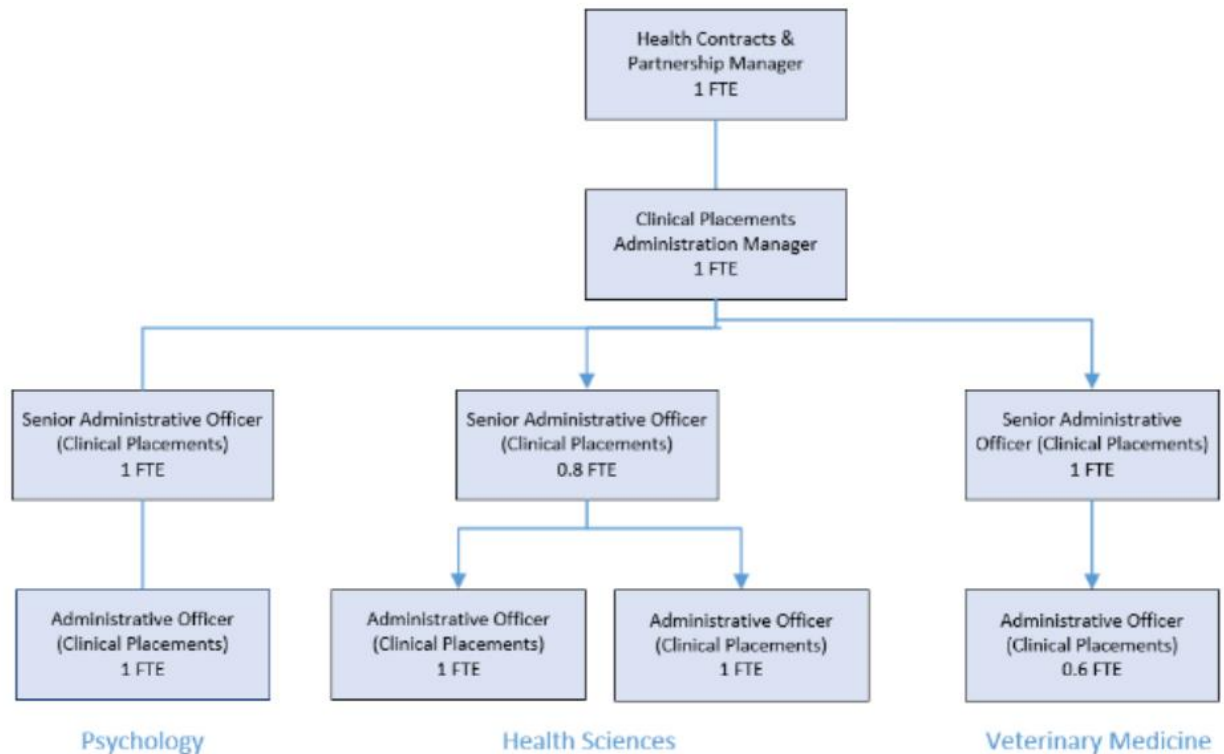 Health Contracts &
Partnership Manager
1 FTE
Clinical Placements
Administration Manager
1 FTE
Senior Administrative Officer
(Clinical Placements)
1 FTE
Senior Administrative Officer
(Clinical Placements)
0.8 FTE
Senior Administrative
Officer (Clinical Placements)
1 FTE
Administrative Officer
(Clinical Placements)
1 FTE
Administrative Officer
(Clinical Placements)
1 FTE
Administrative Officer
(Clinical Placements)
1 FTE
Administrative Officer
(Clinical Placements)
0.6 FTE
Psychology
Health Sciences
Veterinary Medicine